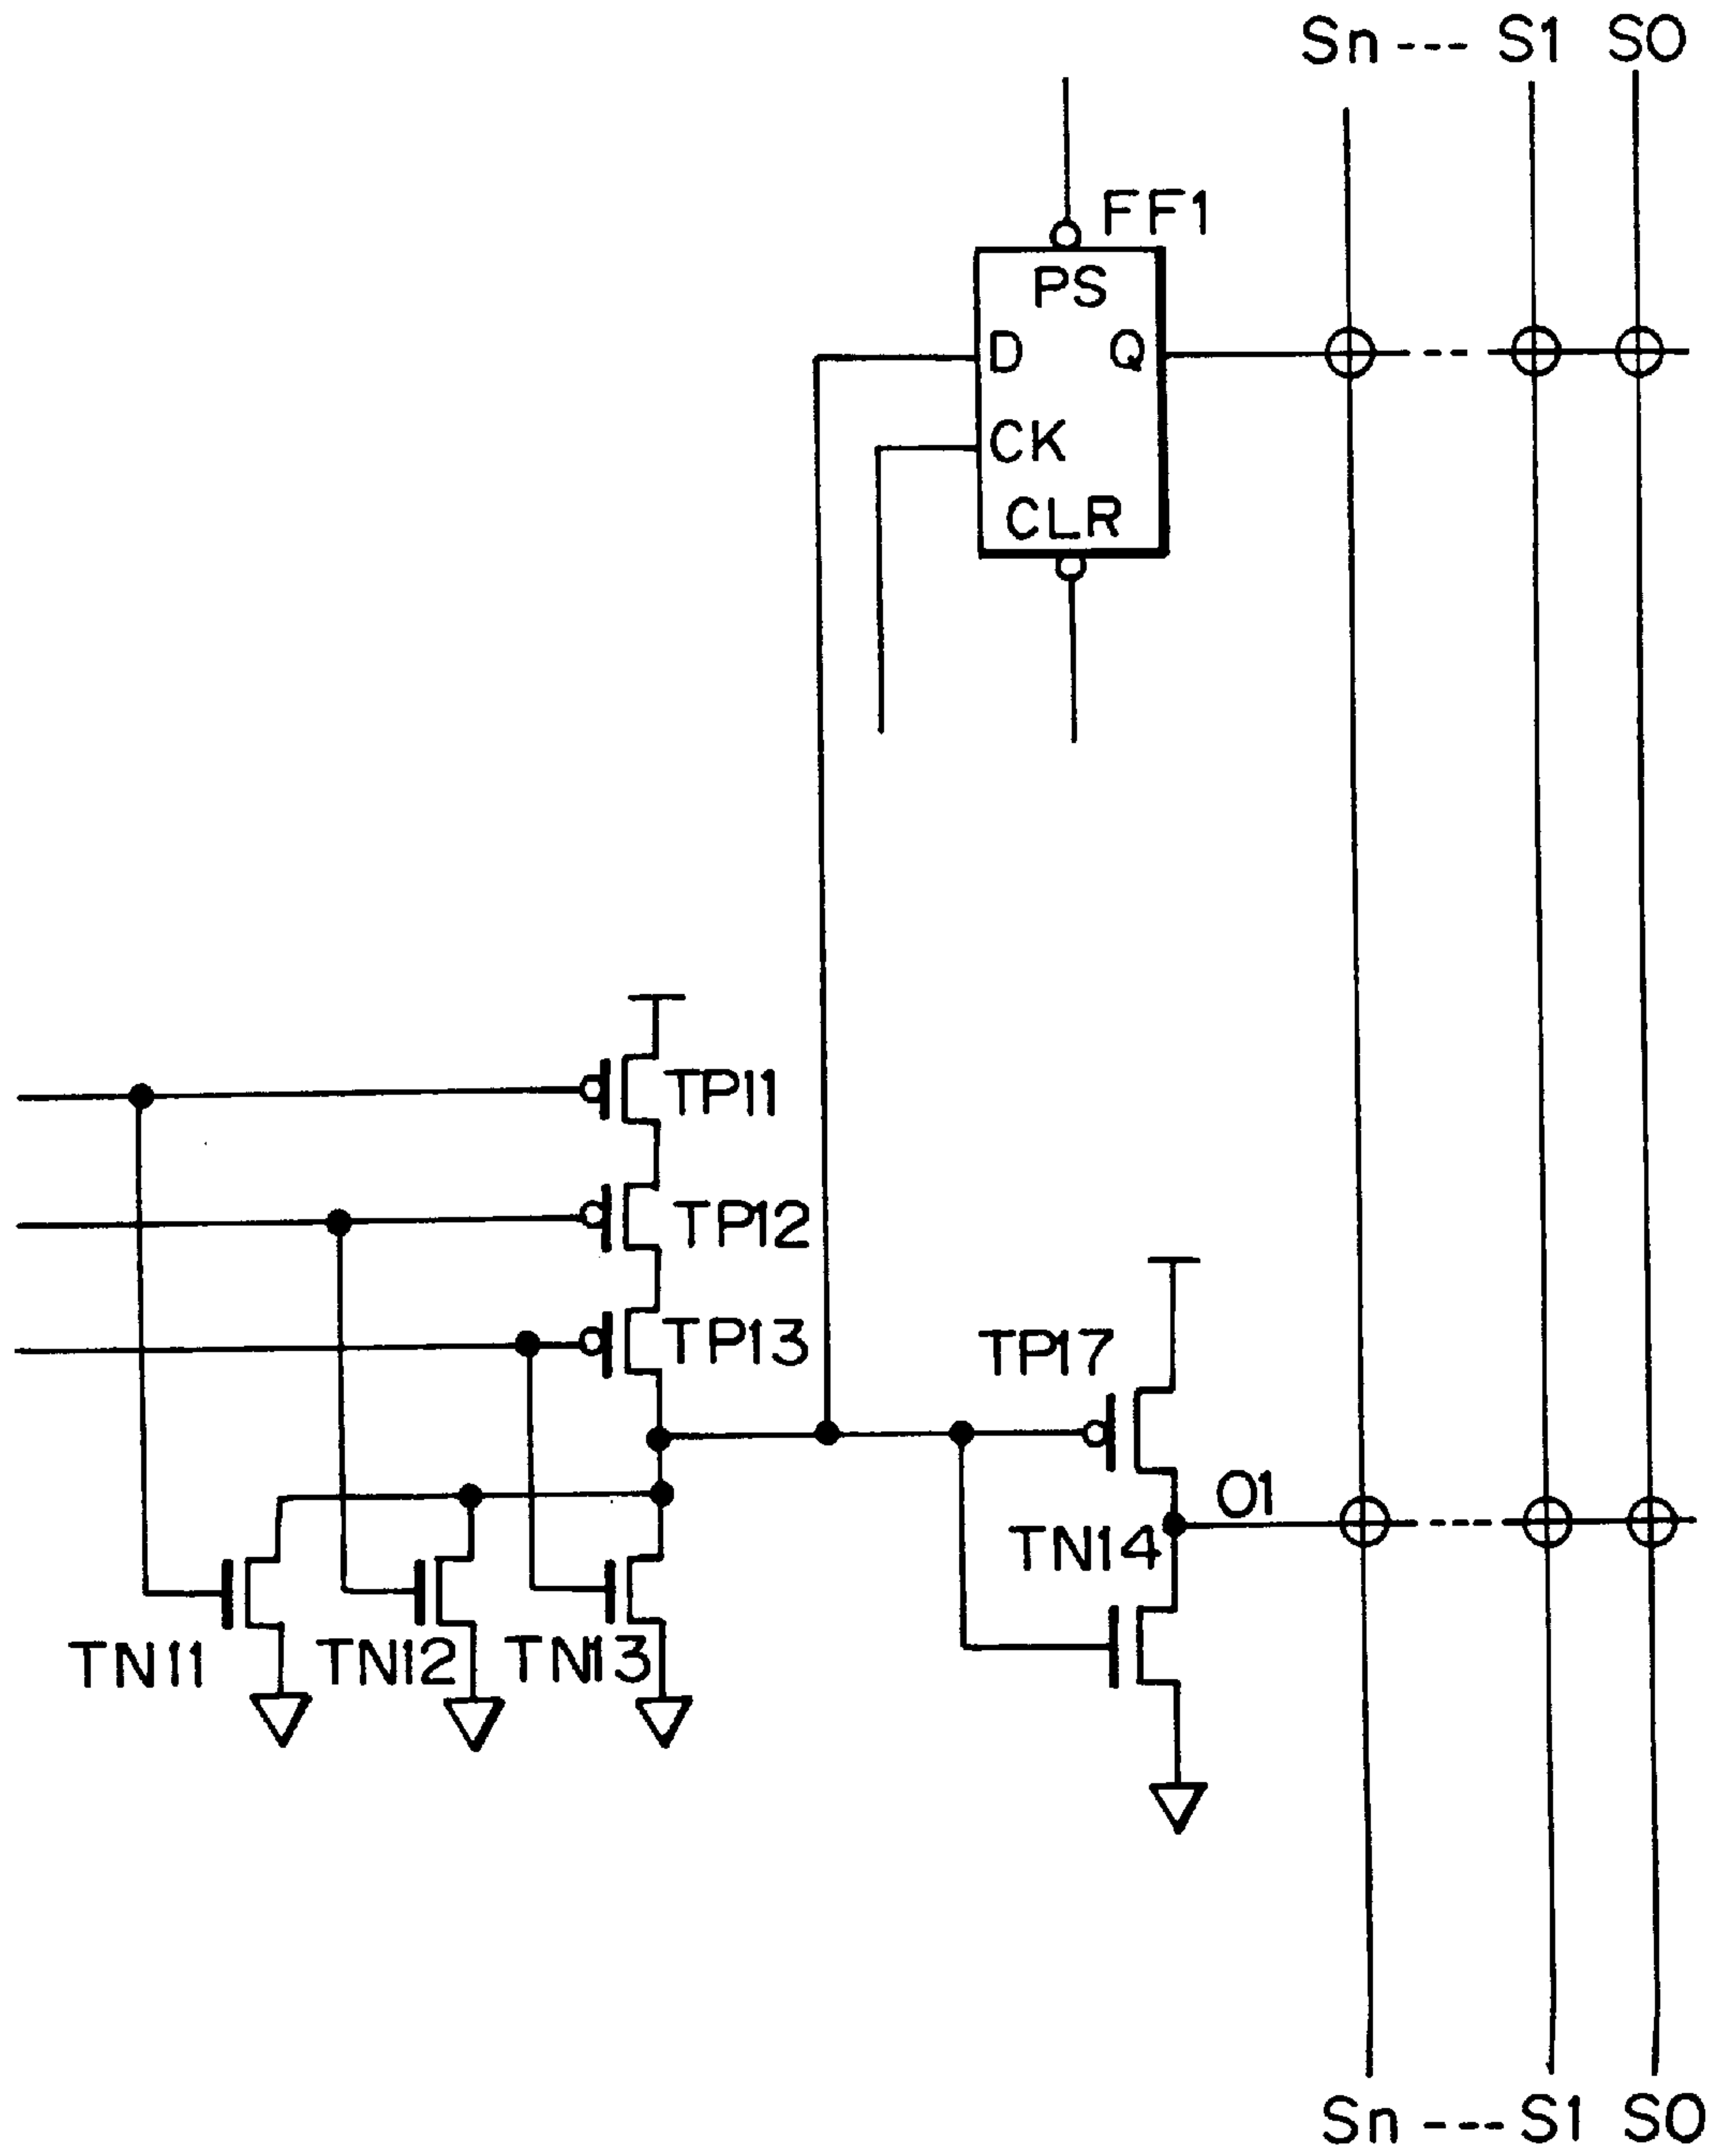 Sn --- S1 S0
FF1
PS
D Q
CK
CLR
TP11
TP12
TP13
TP17
O1
TN14
TN11 TN12 TN13
Sn --- S1 S0